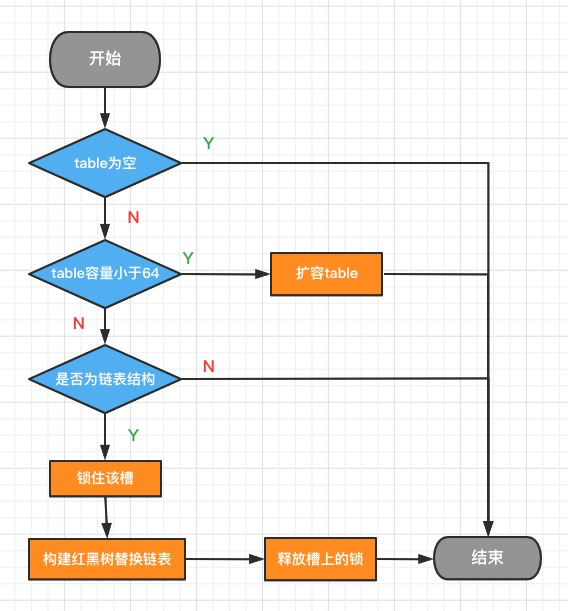 开始
Y
table为空
N
Y
table容量小于64
扩容table
N
N
是否为链表结构
Y
锁住该槽
构建红黑树替换链表
释放槽上的锁
结束